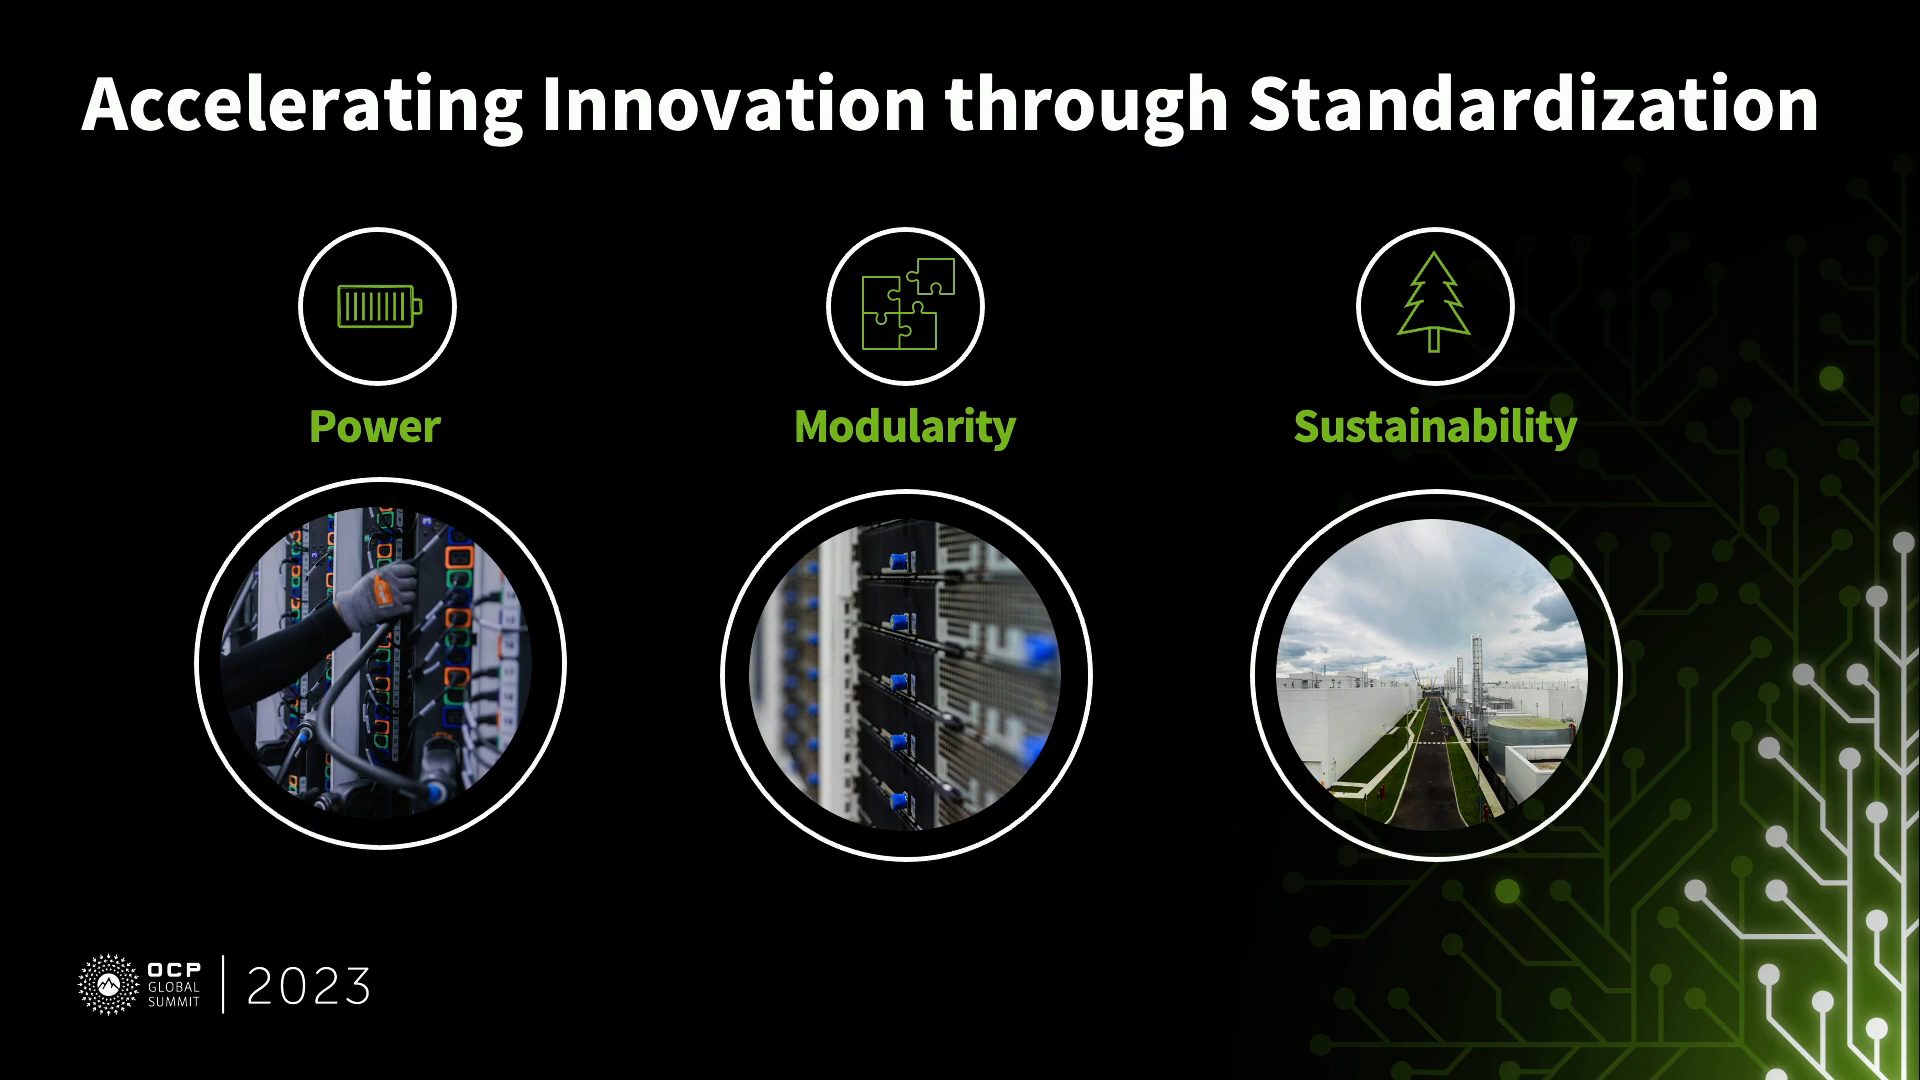 Accelerating Innovation through Standardization
Power
Modularity
Sustainability
OCP
GLOBAL
SUMMIT
2023